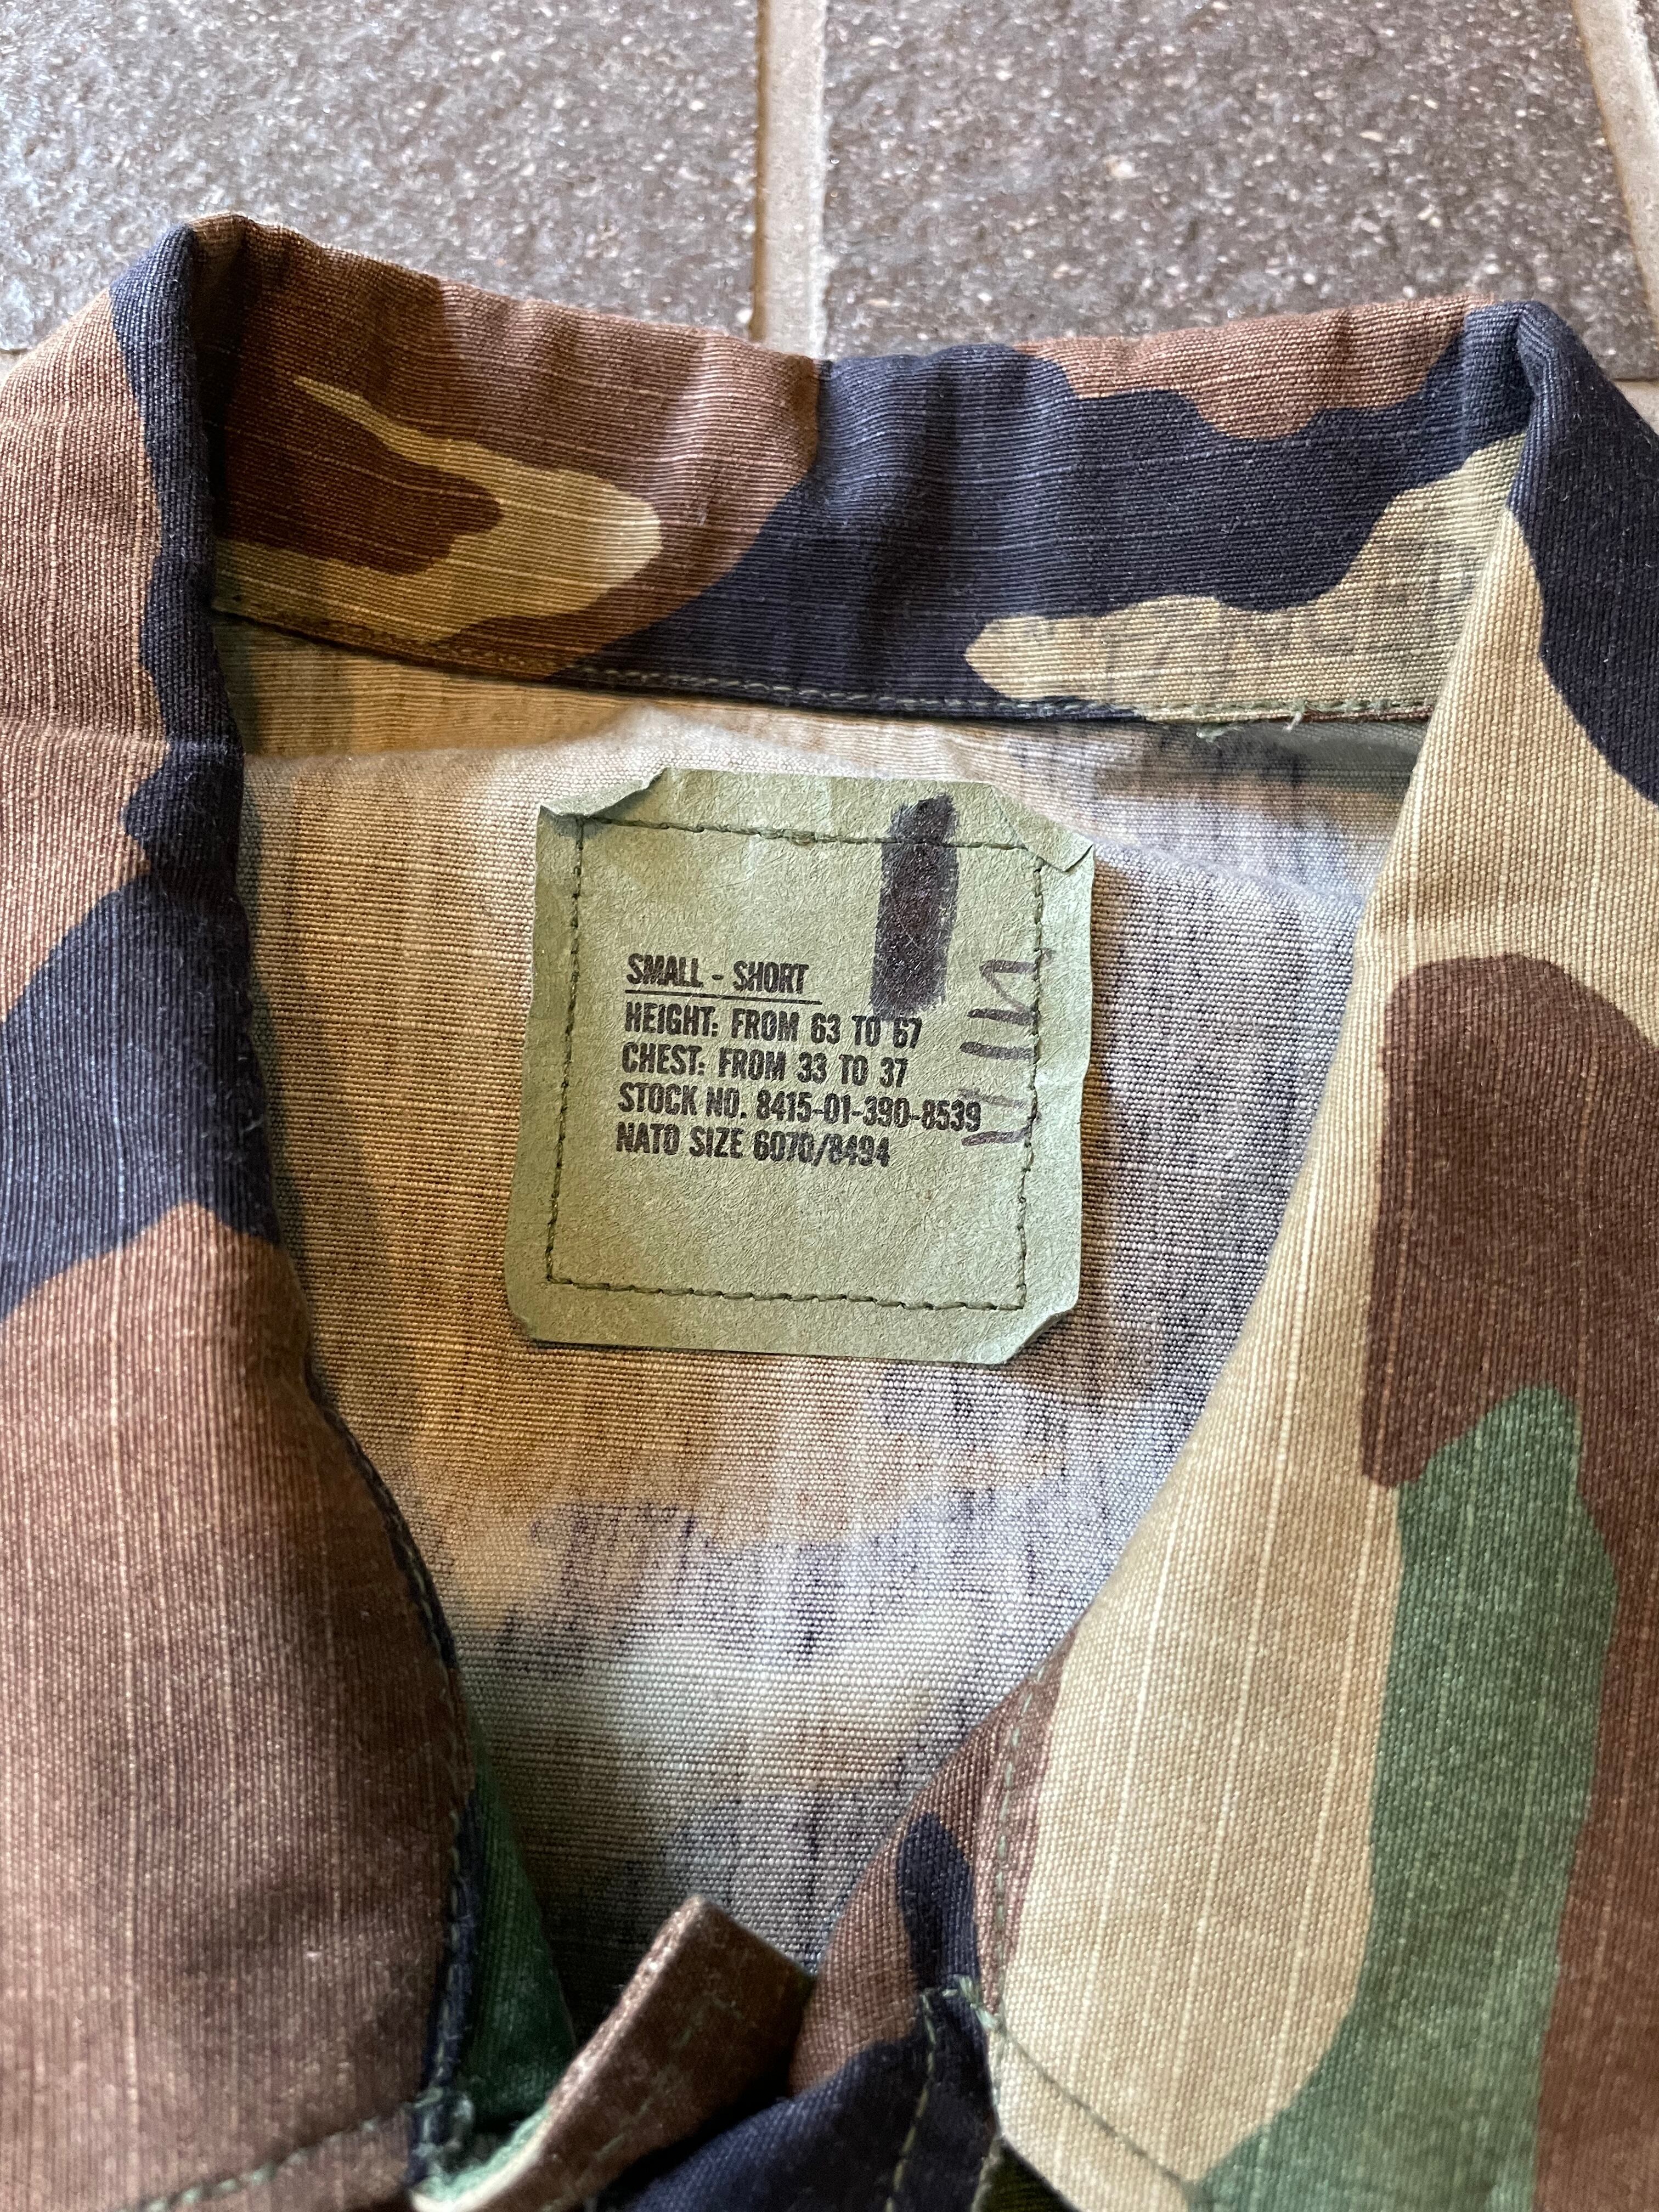 SMALL - SHORT
HEIGHT: FROM 63 TO 67
CHEST: FROM 33 TO 37
STOCK NO. 8415-01-390-8539
NATO SIZE 6070/8494